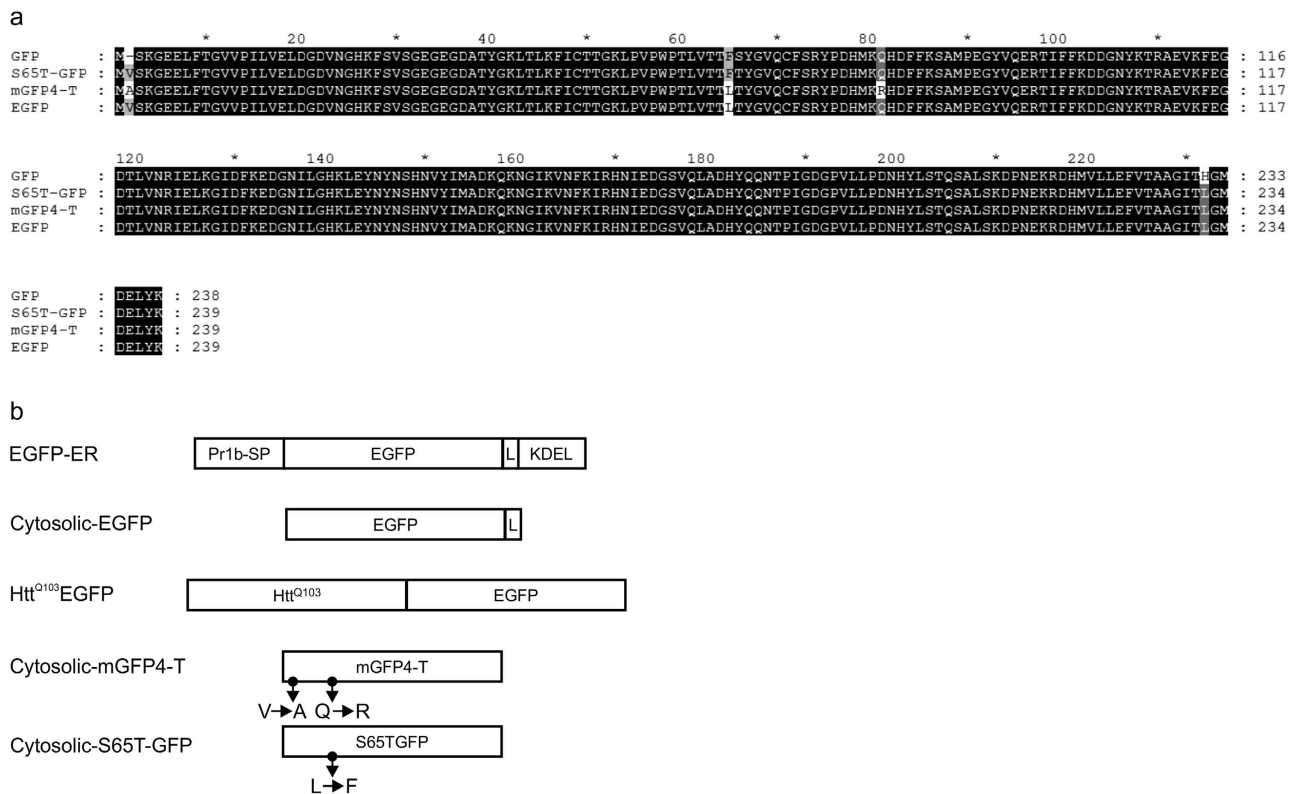 a
* 20 * 40 * 60 * 80 * 100 *
GFP : M-SKGEELFTGVVPILVELDGDVNGHKFSVSGEGEGDATYGKLTLKFICTTGKLPVPWPTLVTTFSYGVQCFSRYPDHMKQHDFFKSAMPEGYVQERTIFFKDDGNYKTRAEVKFEG : 116
S65T-GFP : MVSKGEELFTGVVPILVELDGDVNGHKFSVSGEGEGDATYGKLTLKFICTTGKLPVPWPTLVTTFTYGVQCFSRYPDHMKQHDFFKSAMPEGYVQERTIFFKDDGNYKTRAEVKFEG : 117
mGFP4-T : MASKGEELFTGVVPILVELDGDVNGHKFSVSGEGEGDATYGKLTLKFICTTGKLPVPWPTLVTTLTYGVQCFSRYPDHMKRHDFFKSAMPEGYVQERTIFFKDDGNYKTRAEVKFEG : 117
EGFP : MVSKGEELFTGVVPILVELDGDVNGHKFSVSGEGEGDATYGKLTLKFICTTGKLPVPWPTLVTTLTYGVQCFSRYPDHMKQHDFFKSAMPEGYVQERTIFFKDDGNYKTRAEVKFEG : 117
120 * 140 * 160 * 180 * 200 * 220 *
GFP : DTLVNRIELKGIDFKEDGNILGHKLEYNYNSHNVYIMADKQKNGIKVNFKIRHNIEDGSVQLADHYQQNTPIGDGPVLLPDNHYLSTQSALSKDPNEKRDHMVLLEFVTAAGITHGM : 233
S65T-GFP : DTLVNRIELKGIDFKEDGNILGHKLEYNYNSHNVYIMADKQKNGIKVNFKIRHNIEDGSVQLADHYQQNTPIGDGPVLLPDNHYLSTQSALSKDPNEKRDHMVLLEFVTAAGITLGM : 234
mGFP4-T : DTLVNRIELKGIDFKEDGNILGHKLEYNYNSHNVYIMADKQKNGIKVNFKIRHNIEDGSVQLADHYQQNTPIGDGPVLLPDNHYLSTQSALSKDPNEKRDHMVLLEFVTAAGITLGM : 234
EGFP : DTLVNRIELKGIDFKEDGNILGHKLEYNYNSHNVYIMADKQKNGIKVNFKIRHNIEDGSVQLADHYQQNTPIGDGPVLLPDNHYLSTQSALSKDPNEKRDHMVLLEFVTAAGITLGM : 234
GFP : DELYK : 238
S65T-GFP : DELYK : 239
mGFP4-T : DELYK : 239
EGFP : DELYK : 239
b
EGFP-ER Pr1b-SP EGFP L KDEL
Cytosolic-EGFP EGFP L
Htt^Q103EGFP Htt^Q103 EGFP
Cytosolic-mGFP4-T mGFP4-T
V→A Q→R
Cytosolic-S65T-GFP S65TGFP
L→F